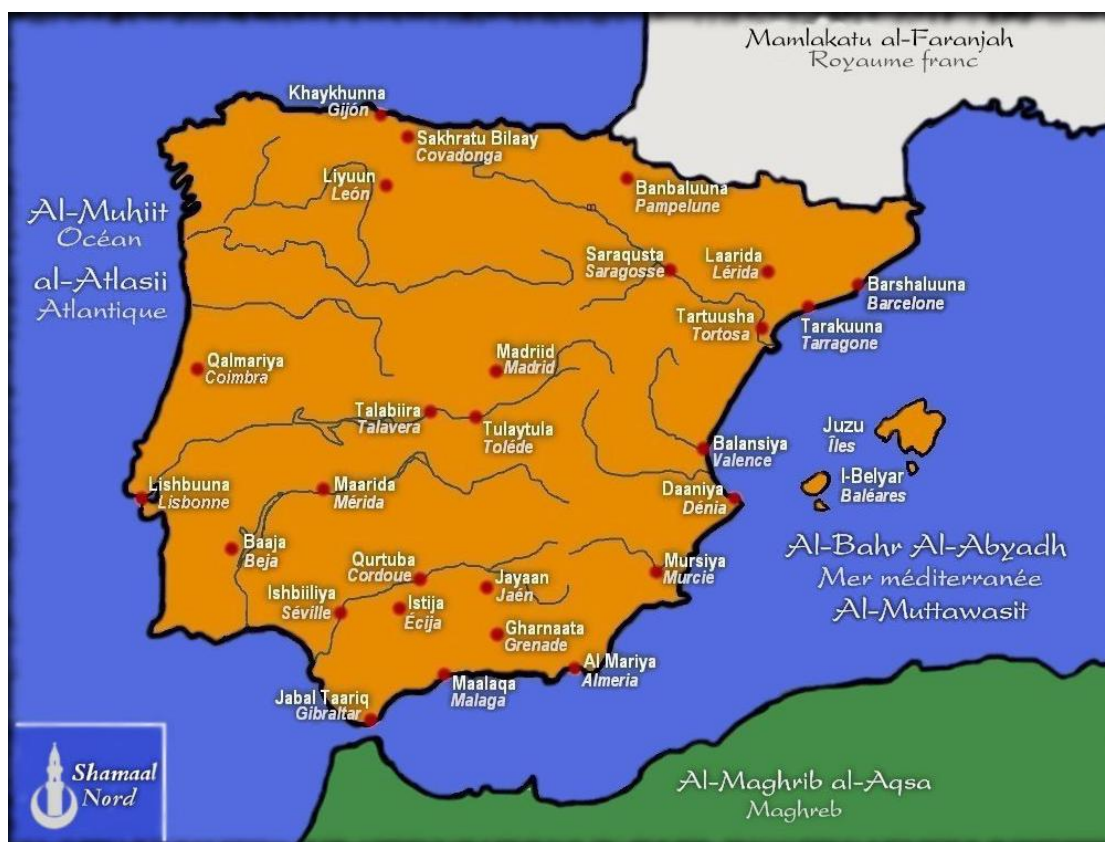 Mamlakatu al-Faranjah
Royaume franc
Khaykhunna
Gijón
Sakhratu Bilaay
Covadonga
Liyuun
León
Banbaluuna
Pampelune
Al-Muhiit
Océan
al-Atlasii
Atlantique
Saraqusta
Saragosse
Laarida
Lérida
Barshaluuna
Barcelone
Tartuusha
Tortosa
Tarakuuna
Tarragone
Qalmariya
Coimbra
Madriid
Madrid
Talabiira
Talavera
Tulaytula
Toléde
Juzu
Îles
Balansiya
Valence
I-Belyar
Baléares
Lishbuuna
Lisbonne
Maarida
Mérida
Daaniya
Dénia
Baaja
Beja
Al-Bahr Al-Abyadh
Mer méditerranée
Al-Muttawasit
Qurtuba
Cordoue
Jayaan
Jaén
Mursiya
Murcie
Ishbiiliya
Séville
Istija
Écija
Gharnaata
Grenade
Al Mariya
Almeria
Maalaqa
Malaga
Jabal Taariq
Gibraltar
Shamaal
Nord
Al-Maghrib al-Aqsa
Maghreb